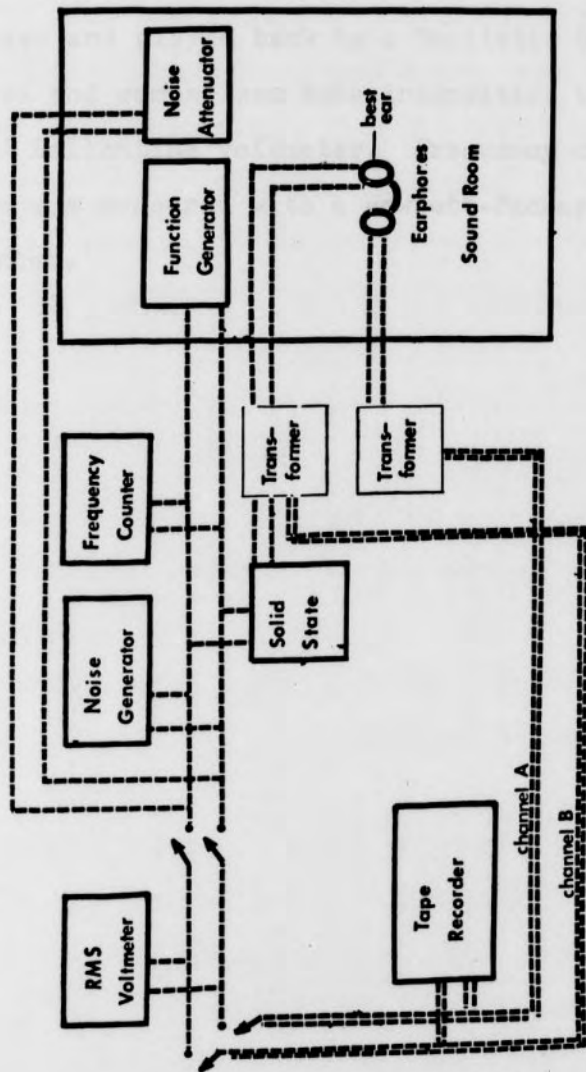 RMS
Voltmeter
Noise
Generator
Frequency
Counter
Function
Generator
Noise
Attenuator
Solid
State
Trans-
former
Trans-
former
best
ear
Earphones
Sound Room
Tape
Recorder
channel A
channel B